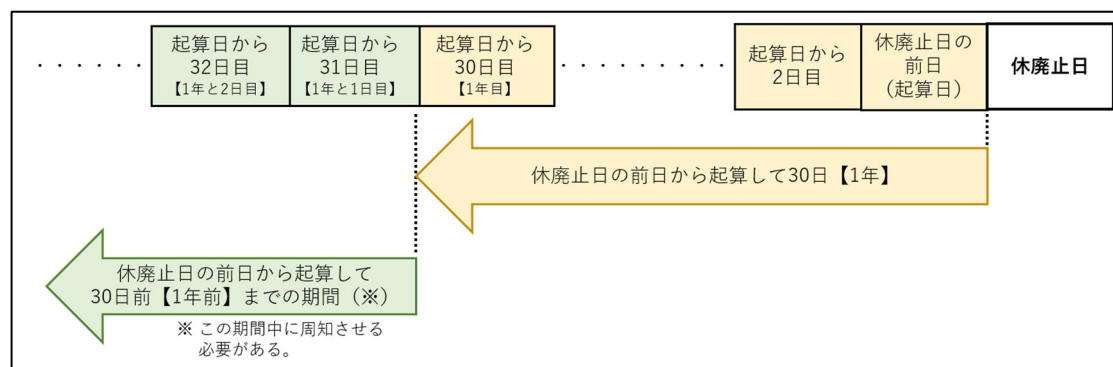 起算日から
32日目
【1年と2日目】
起算日から
31日目
【1年と1日目】
起算日から
30日目
【1年目】
起算日から
2日目
休廃止日の
前日
（起算日）
休廃止日
休廃止日の前日から起算して30日【1年】
休廃止日の前日から起算して
30日前【1年前】までの期間（※）
※ この期間中に周知させる
必要がある。